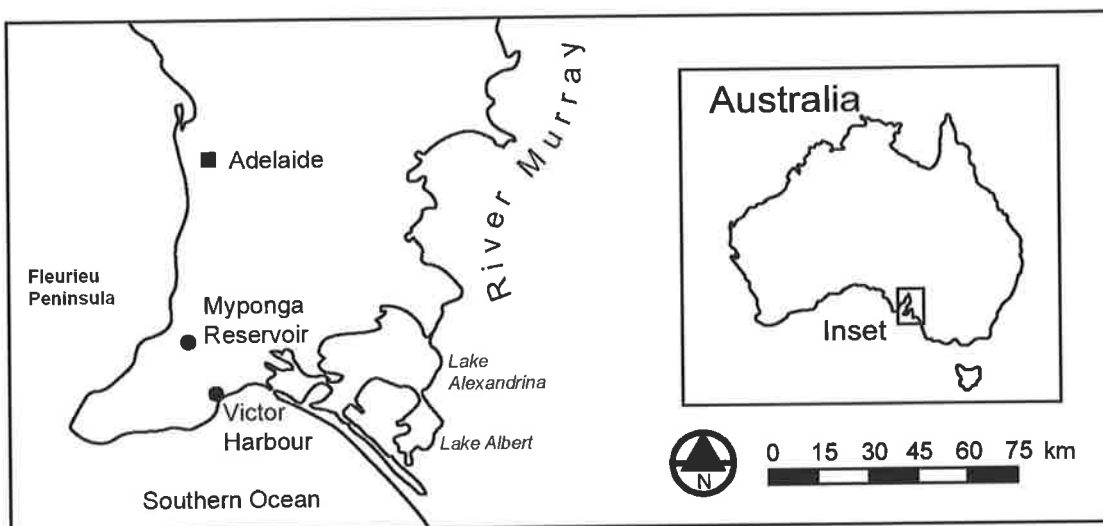 Adelaide
River Murray
Fleurieu
Peninsula
Myponga
Reservoir
Lake
Alexandrina
Victor
Harbour
Lake Albert
Southern Ocean
Australia
Inset
N
0 15 30 45 60 75 km